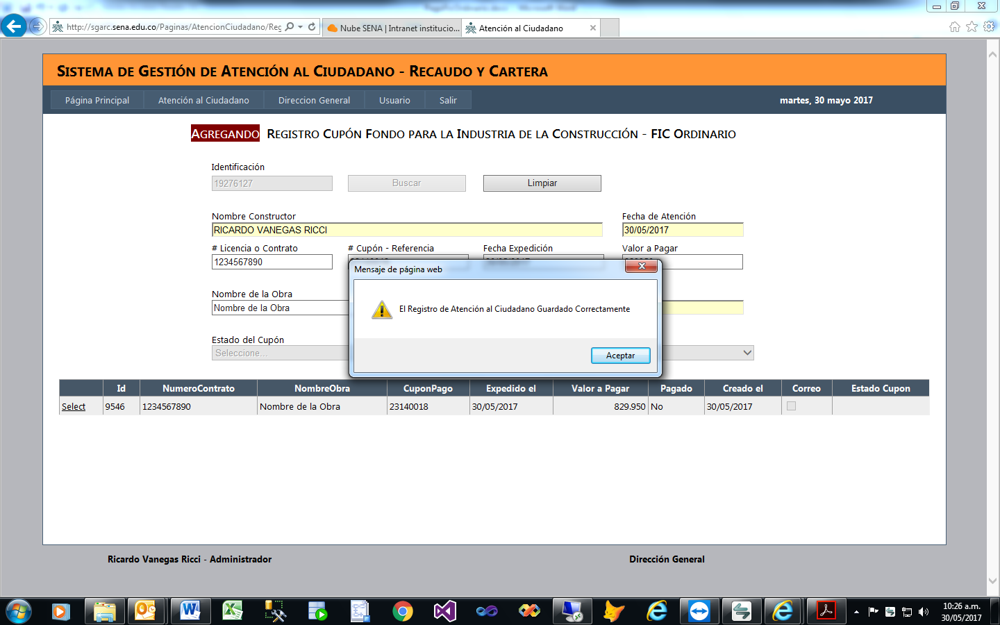 http://sgarc.sena.edu.co/Paginas/AtencionCiudadano/Reg
Nube SENA | Intranet institucio...
Atención al Ciudadano
SISTEMA DE GESTIÓN DE ATENCIÓN AL CIUDADANO - RECAUDO Y CARTERA
Página Principal Atención al Ciudadano Direccion General Usuario Salir martes, 30 mayo 2017
AGREGANDO REGISTRO CUPÓN FONDO PARA LA INDUSTRIA DE LA CONSTRUCCIÓN - FIC ORDINARIO
Identificación
19276127 Buscar Limpiar
Nombre Constructor Fecha de Atención
RICARDO VANEGAS RICCI 30/05/2017
# Licencia o Contrato # Cupón - Referencia Fecha Expedición Valor a Pagar
1234567890
Mensaje de página web
Nombre de la Obra
Nombre de la Obra
El Registro de Atención al Ciudadano Guardado Correctamente
Estado del Cupón
Seleccione...
Aceptar
Id NumeroContrato NombreObra CuponPago Expedido el Valor a Pagar Pagado Creado el Correo Estado Cupon
Select 9546 1234567890 Nombre de la Obra 23140018 30/05/2017 829.950 No 30/05/2017
Ricardo Vanegas Ricci - Administrador Dirección General
10:26 a.m.
30/05/2017